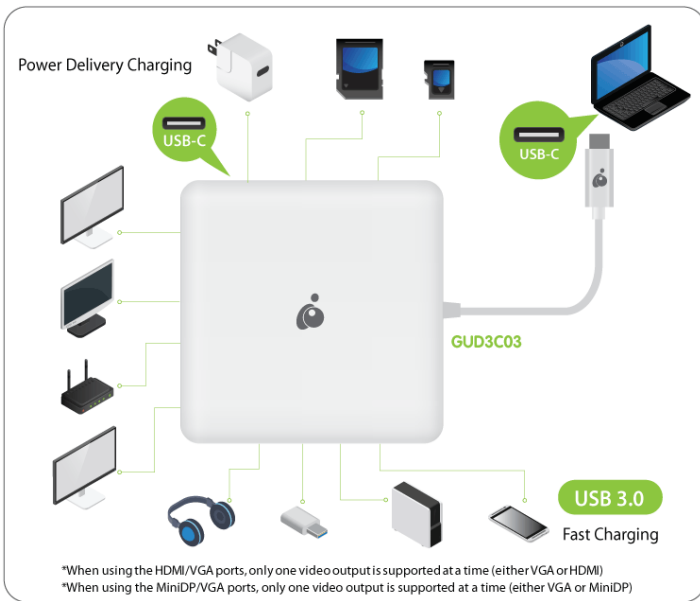 Power Delivery Charging
USB-C
USB-C
GUD3C03
USB 3.0
Fast Charging
*When using the HDMI/VGA ports, only one video output is supported at a time (either VGA or HDMI)
*When using the MiniDP/VGA ports, only one video output is supported at a time (either VGA or MiniDP)